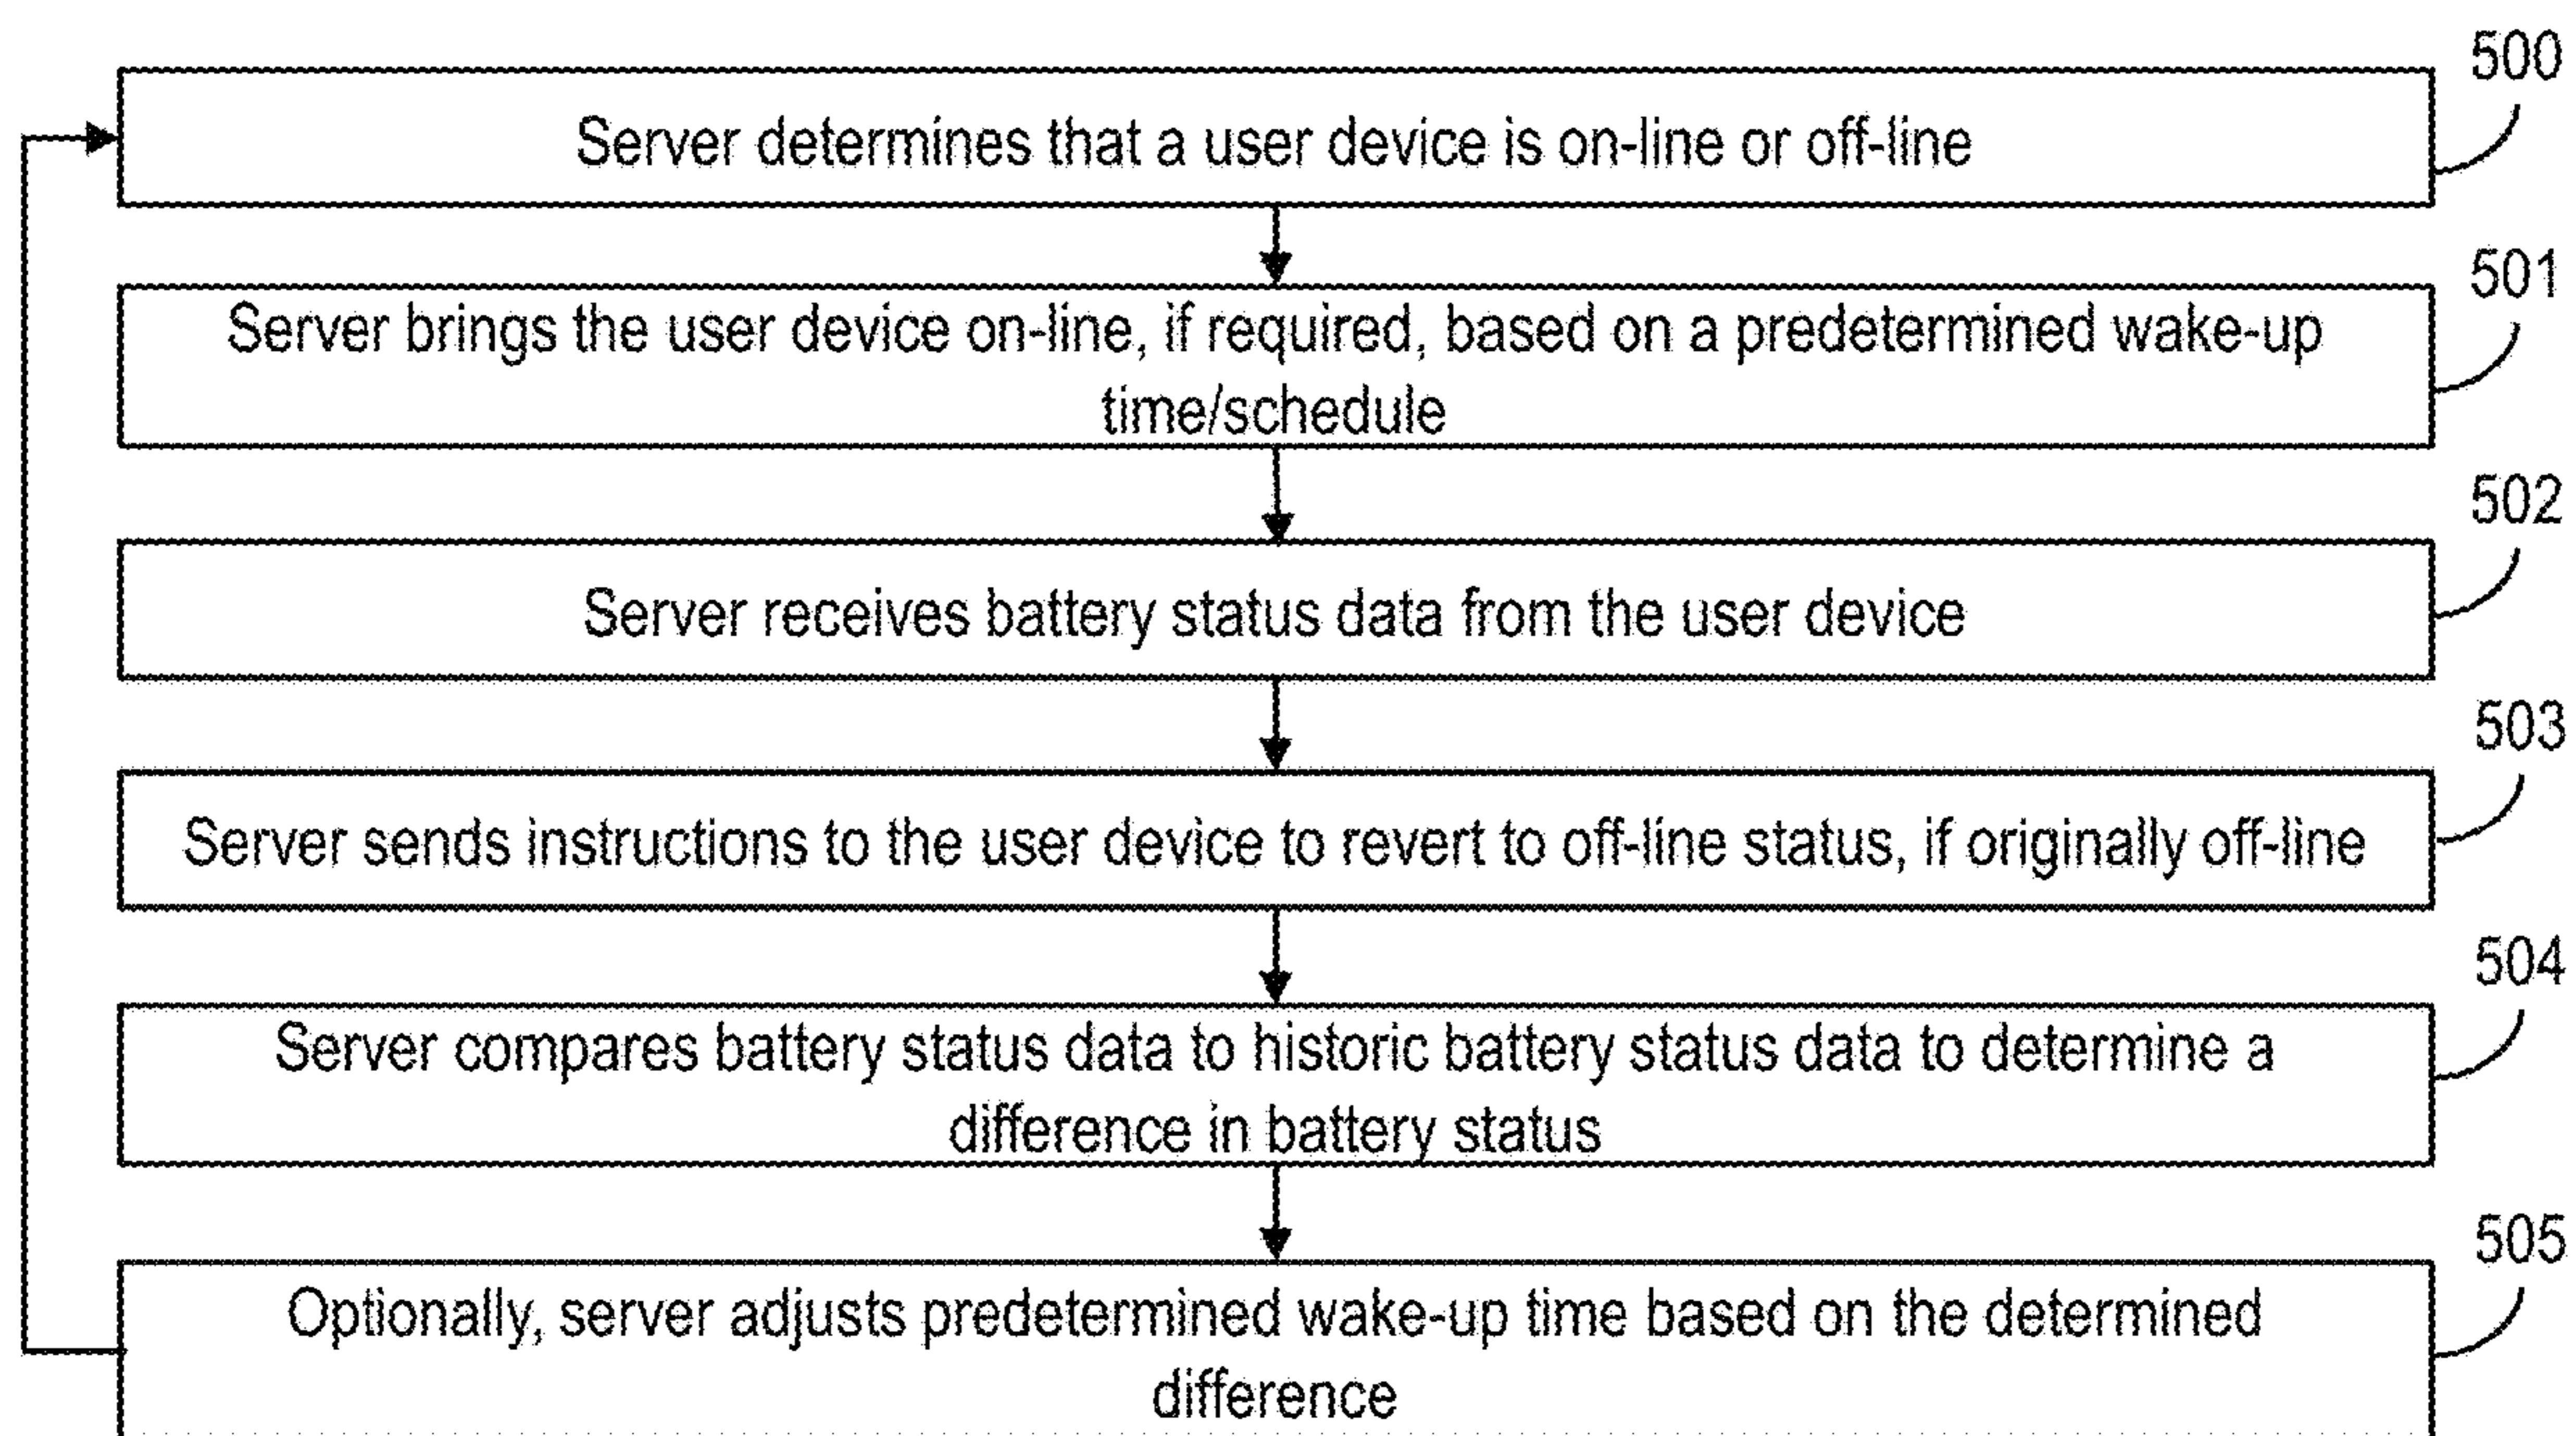 500
Server determines that a user device is on-line or off-line
501
Server brings the user device on-line, if required, based on a predetermined wake-up
time/schedule
502
Server receives battery status data from the user device
503
Server sends instructions to the user device to revert to off-line status, if originally off-line
504
Server compares battery status data to historic battery status data to determine a
difference in battery status
505
Optionally, server adjusts predetermined wake-up time based on the determined
difference